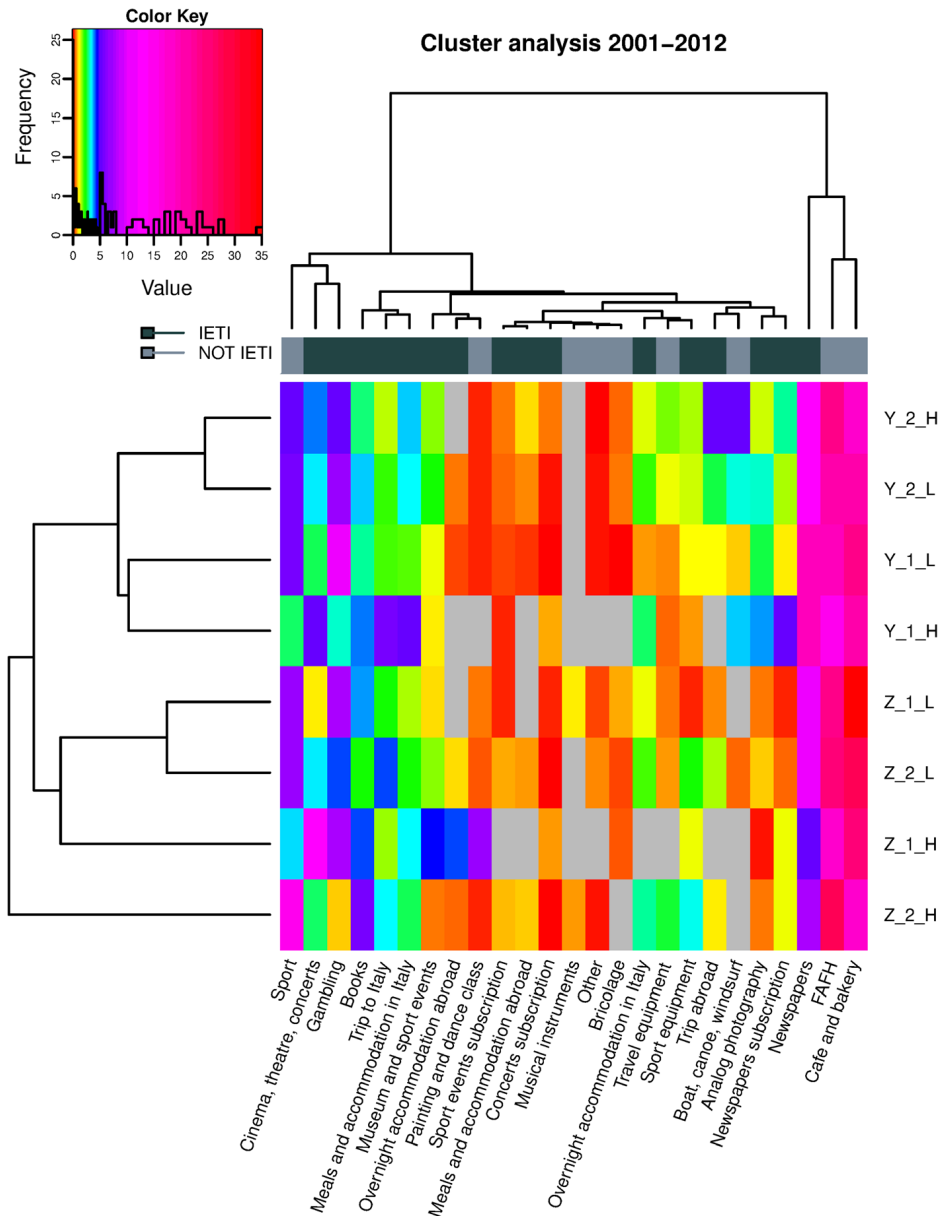 Color Key
Cluster analysis 2001−2012
Frequency
0 5 10 15 20 25
0 5 10 15 20 25 30 35
Value
IETI
NOT IETI
Y_2_H
Y_2_L
Y_1_L
Y_1_H
Z_1_L
Z_2_L
Z_1_H
Z_2_H
Sport
Cinema, theatre, concerts
Gambling
Books
Trip to Italy
Meals and accommodation in Italy
Museum and sport events
Overnight accommodation abroad
Painting and dance class
Sport events subscription
Meals and accommodation abroad
Concerts subscription
Musical instruments
Other
Bricolage
Overnight accommodation in Italy
Travel equipment
Sport equipment
Trip abroad
Boat, canoe, windsurf
Analog photography
Newspapers subscription
Newspapers
FAFH
Cafe and bakery